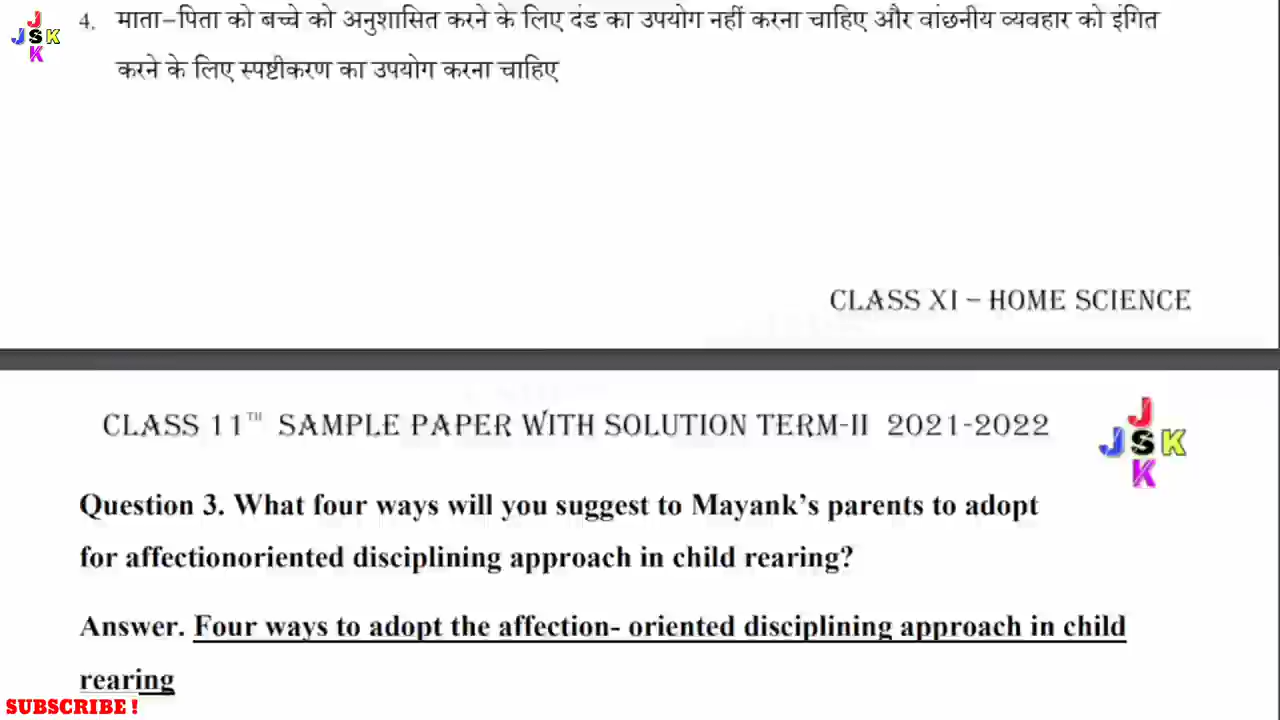 J
JSK
K
4. माता–पिता को बच्चे को अनुशासित करने के लिए दंड का उपयोग नहीं करना चाहिए और वांछनीय व्यवहार को इंगित
करने के लिए स्पष्टीकरण का उपयोग करना चाहिए
CLASS XI – HOME SCIENCE
CLASS 11TH SAMPLE PAPER WITH SOLUTION TERM-II 2021-2022
J
JSK
K
Question 3. What four ways will you suggest to Mayank’s parents to adopt
for affectionoriented disciplining approach in child rearing?
Answer. Four ways to adopt the affection- oriented disciplining approach in child
rearing
SUBSCRIBE !